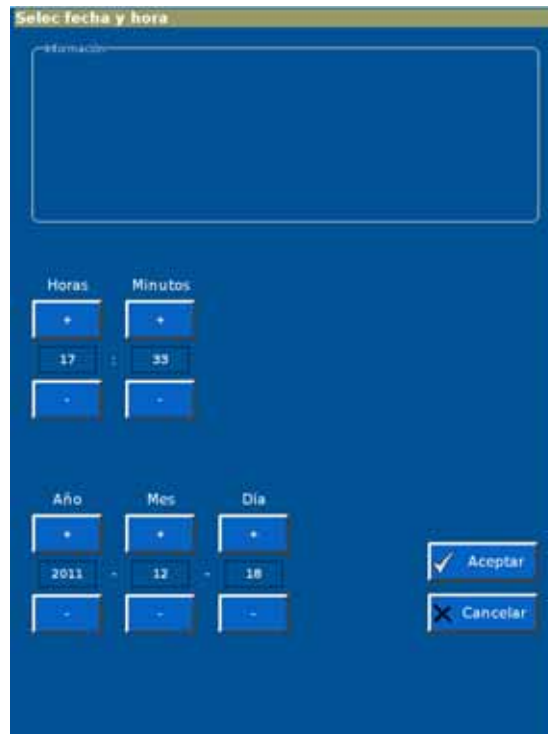 Selec fecha y hora
Información
Horas Minutos
+ +
17 : 33
- -
Año Mes Día
+ + +
2011 - 12 - 18
- - -
Aceptar
Cancelar